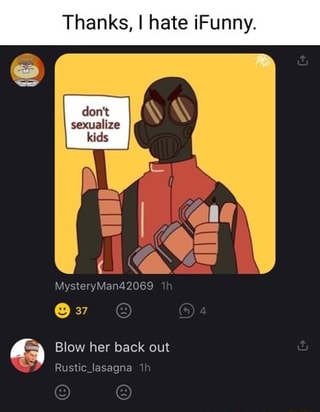 Thanks, I hate iFunny.
don't
sexualize
kids
MysteryMan42069 1h
37 4
Blow her back out
Rustic_lasagna 1h